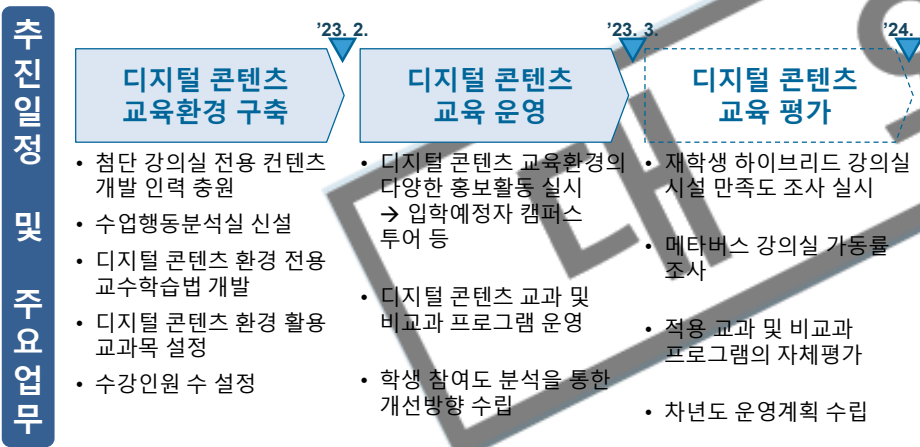 추진일정 및 주요업무
’23. 2.
’23. 3.
’24.
디지털 콘텐츠
교육환경 구축
디지털 콘텐츠
교육 운영
디지털 콘텐츠
교육 평가
• 첨단 강의실 전용 컨텐츠
개발 인력 충원
• 수업행동분석실 신설
• 디지털 콘텐츠 환경 전용
교수학습법 개발
• 디지털 콘텐츠 환경 활용
교과목 설정
• 수강인원 수 설정
• 디지털 콘텐츠 교육환경의
다양한 홍보활동 실시
→ 입학예정자 캠퍼스
투어 등
• 디지털 콘텐츠 교과 및
비교과 프로그램 운영
• 학생 참여도 분석을 통한
개선방향 수립
• 재학생 하이브리드 강의실
시설 만족도 조사 실시
• 메타버스 강의실 가동률
조사
• 적용 교과 및 비교과
프로그램의 자체평가
• 차년도 운영계획 수립
대